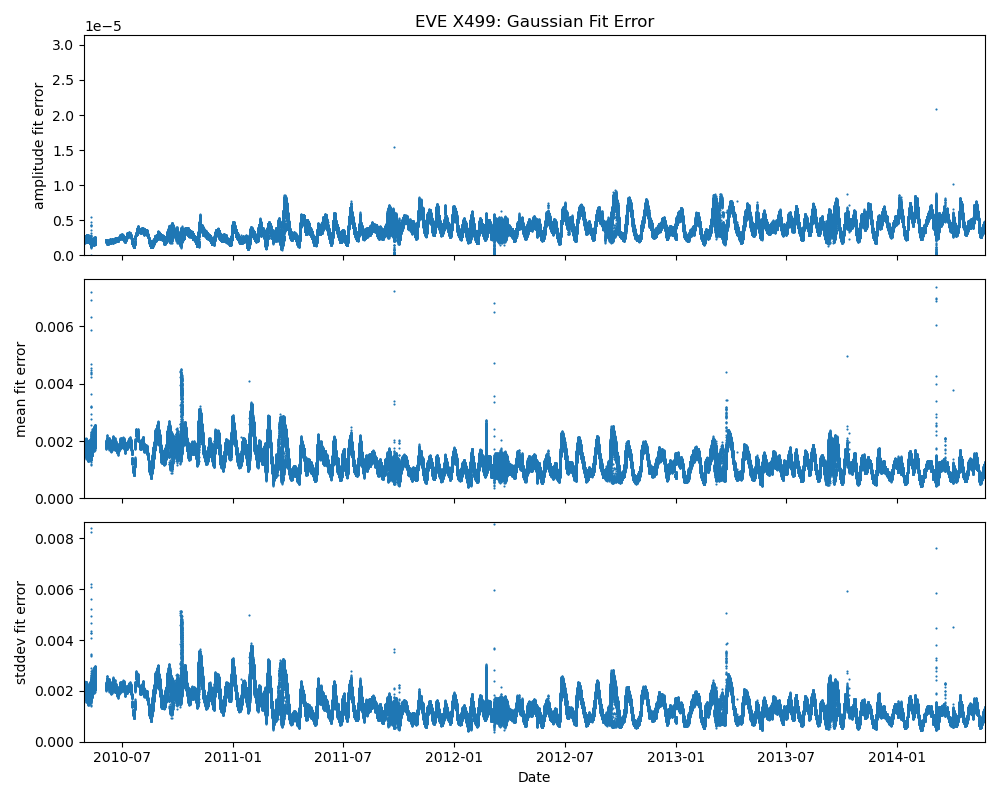 EVE X499: Gaussian Fit Error
1e−5
3.0
2.5
2.0
1.5
1.0
0.5
0.0
amplitude fit error
0.006
0.004
0.002
0.000
mean fit error
0.008
0.006
0.004
0.002
0.000
stddev fit error
2010-07 2011-01 2011-07 2012-01 2012-07 2013-01 2013-07 2014-01
Date